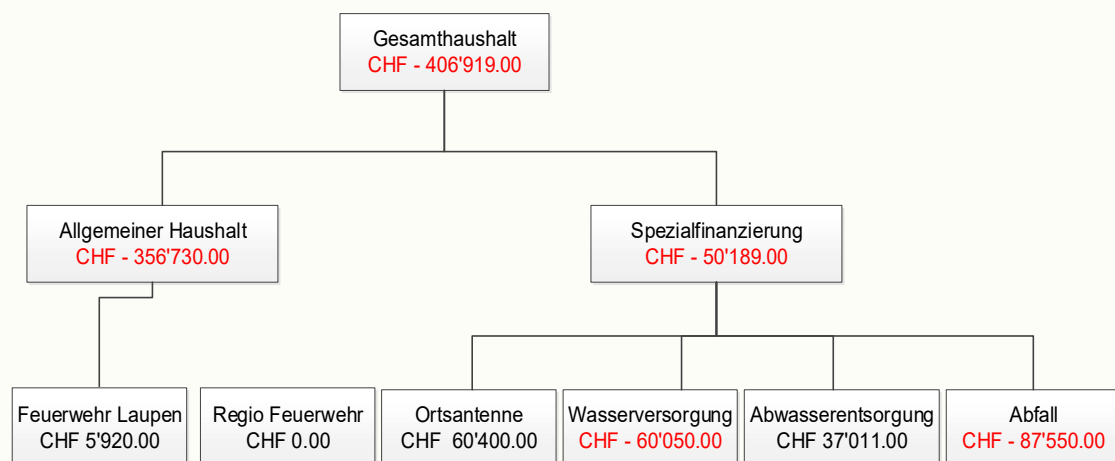 Gesamthaushalt
CHF - 406'919.00
Allgemeiner Haushalt
CHF - 356'730.00
Spezialfinanzierung
CHF - 50'189.00
Feuerwehr Laupen
CHF 5'920.00
Regio Feuerwehr
CHF 0.00
Ortsantenne
CHF 60'400.00
Wasserversorgung
CHF - 60'050.00
Abwasserentsorgung
CHF 37'011.00
Abfall
CHF - 87'550.00